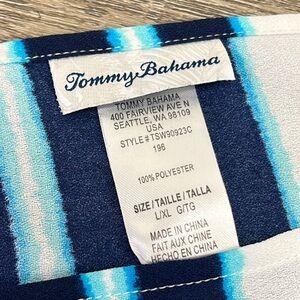 Tommy Bahama
TOMMY BAHAMA
400 FAIRVIEW AVE N
SEATTLE, WA 98109
USA
STYLE#TSW90923C
196
100% POLYESTER
SIZE/TAILLE/TALLA
L/XL G/TG
MADE IN CHINA
FAIT AUX CHINE
HECHO EN CHINA